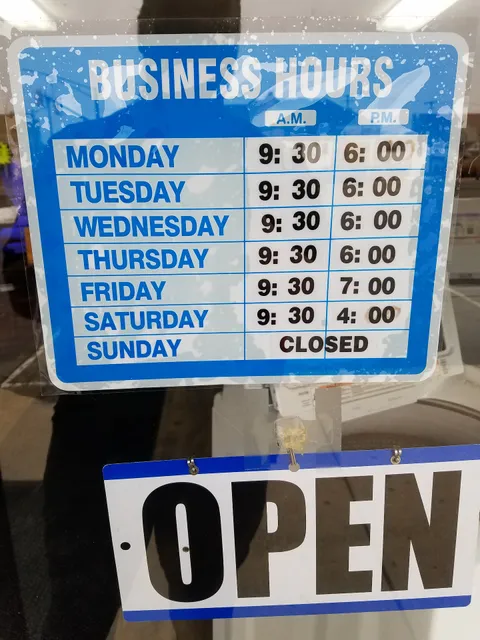 BUSINESS HOURS
A.M. P.M.
MONDAY 9: 30 6: 00
TUESDAY 9: 30 6: 00
WEDNESDAY 9: 30 6: 00
THURSDAY 9: 30 6: 00
FRIDAY 9: 30 7: 00
SATURDAY 9: 30 4: 00
SUNDAY CLOSED
OPEN